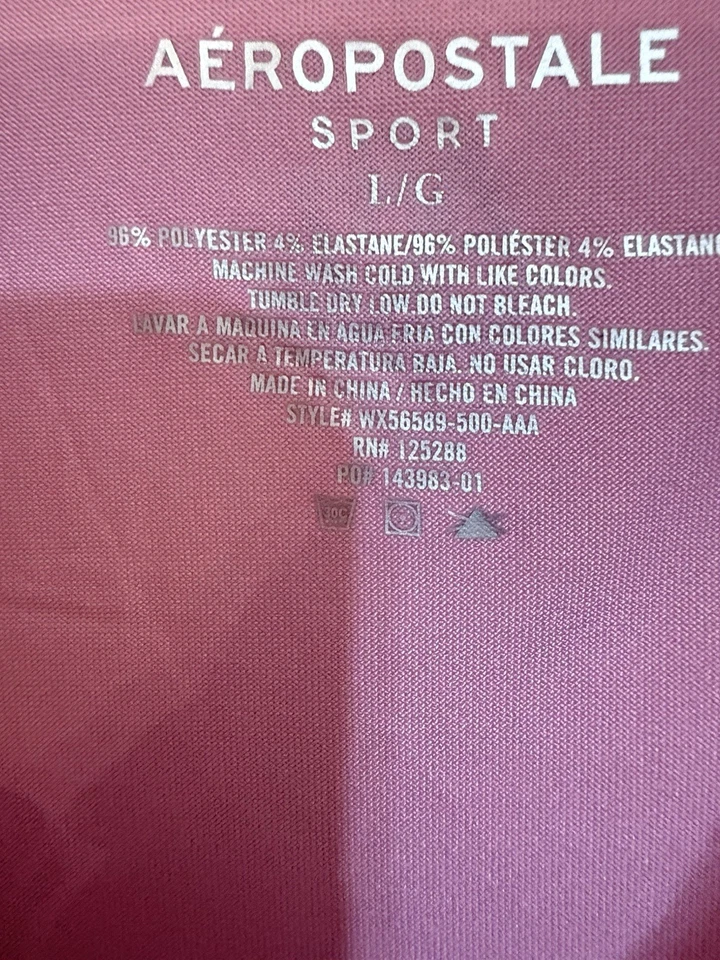 AÉROPOSTALE
SPORT
L/G
96% POLYESTER 4% ELASTANE/96% POLIÉSTER 4% ELASTANE
MACHINE WASH COLD WITH LIKE COLORS.
TUMBLE DRY LOW.DO NOT BLEACH.
LAVAR A MAQUINA EN AGUA FRIA CON COLORES SIMILARES.
SECAR A TEMPERATURA BAJA. NO USAR CLORO.
MADE IN CHINA / HECHO EN CHINA
STYLE# WX56589-500-AAA
RN# 125288
PO# 143983-01
30C